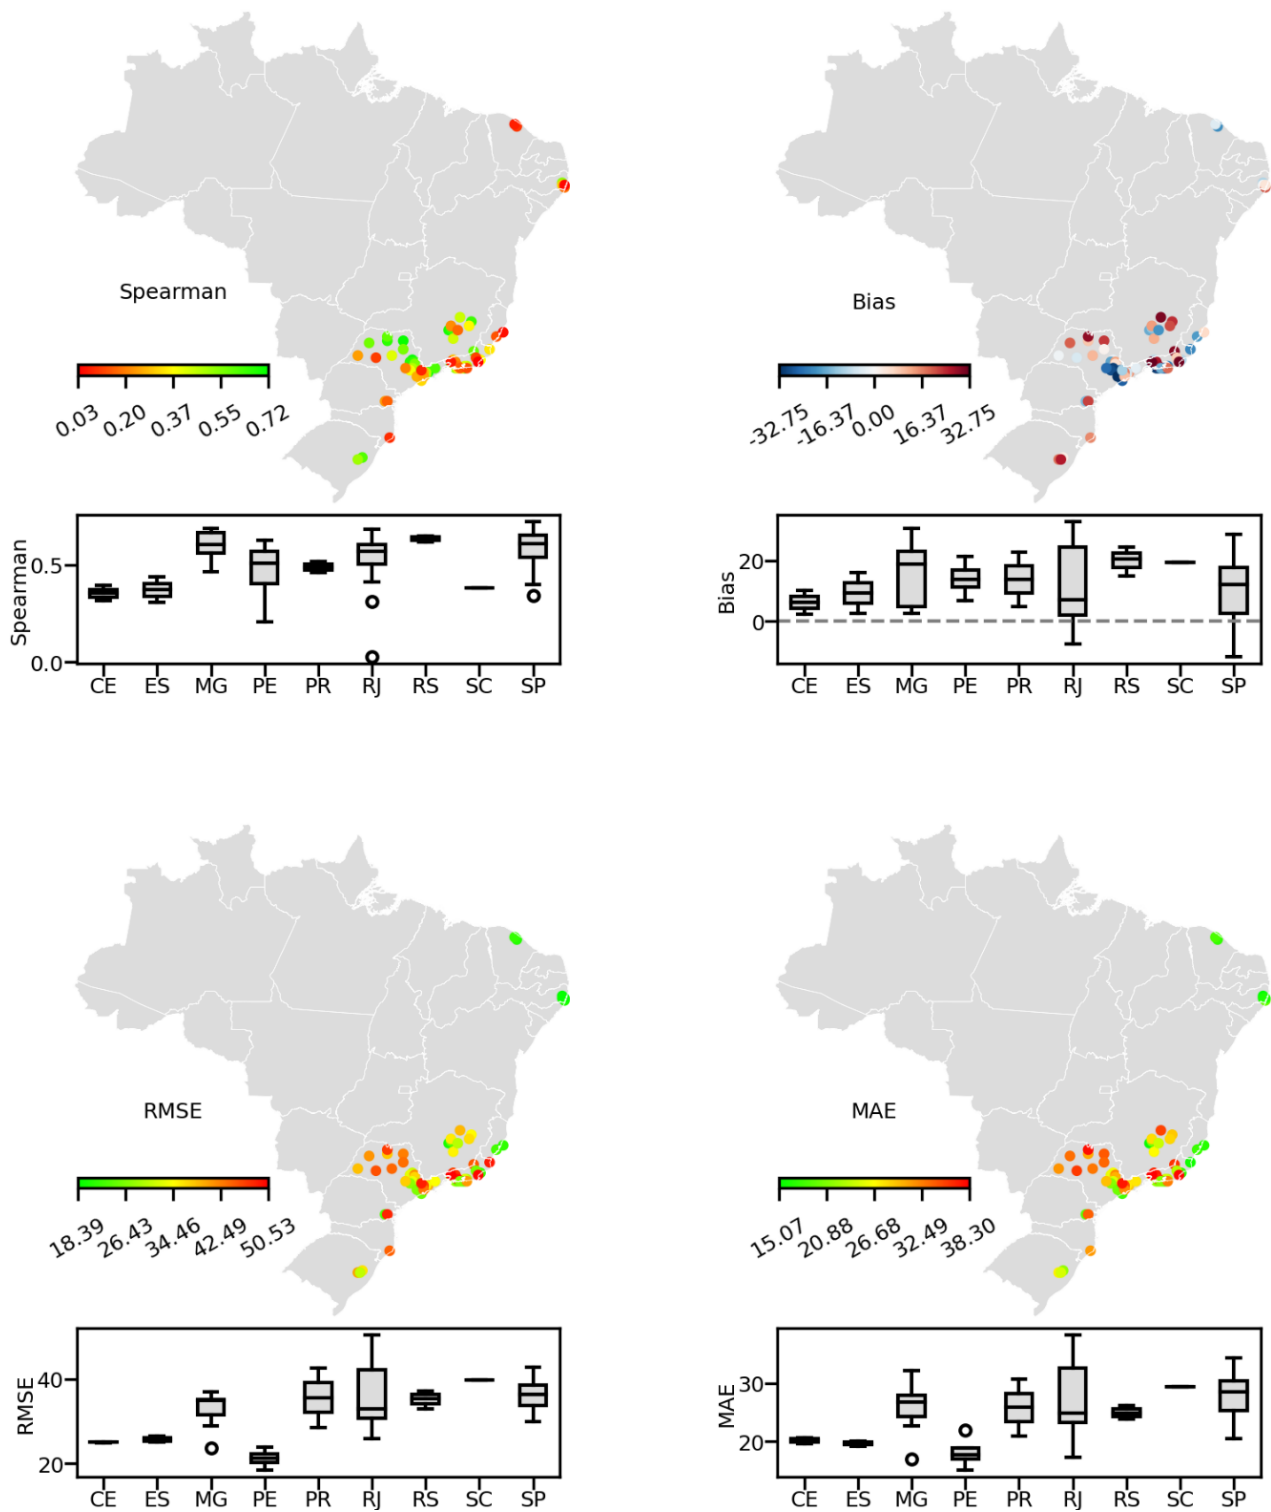 Spearman
0.03 0.20 0.37 0.55 0.72
Bias
-32.75 -16.37 0.00 16.37 32.75
Spearman
0.5
0.0
CE ES MG PE PR RJ RS SC SP
Bias
20
0
CE ES MG PE PR RJ RS SC SP
RMSE
18.39 26.43 34.46 42.49 50.53
MAE
15.07 20.88 26.68 32.49 38.30
RMSE
40
20
CE ES MG PE PR RJ RS SC SP
MAE
30
20
CE ES MG PE PR RJ RS SC SP